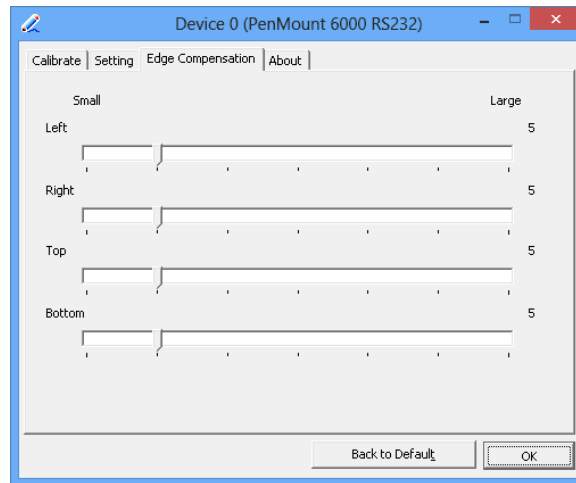 Device 0 (PenMount 6000 RS232)
Calibrate Setting Edge Compensation About
Small Large
Left 5
Right 5
Top 5
Bottom 5
Back to Default OK